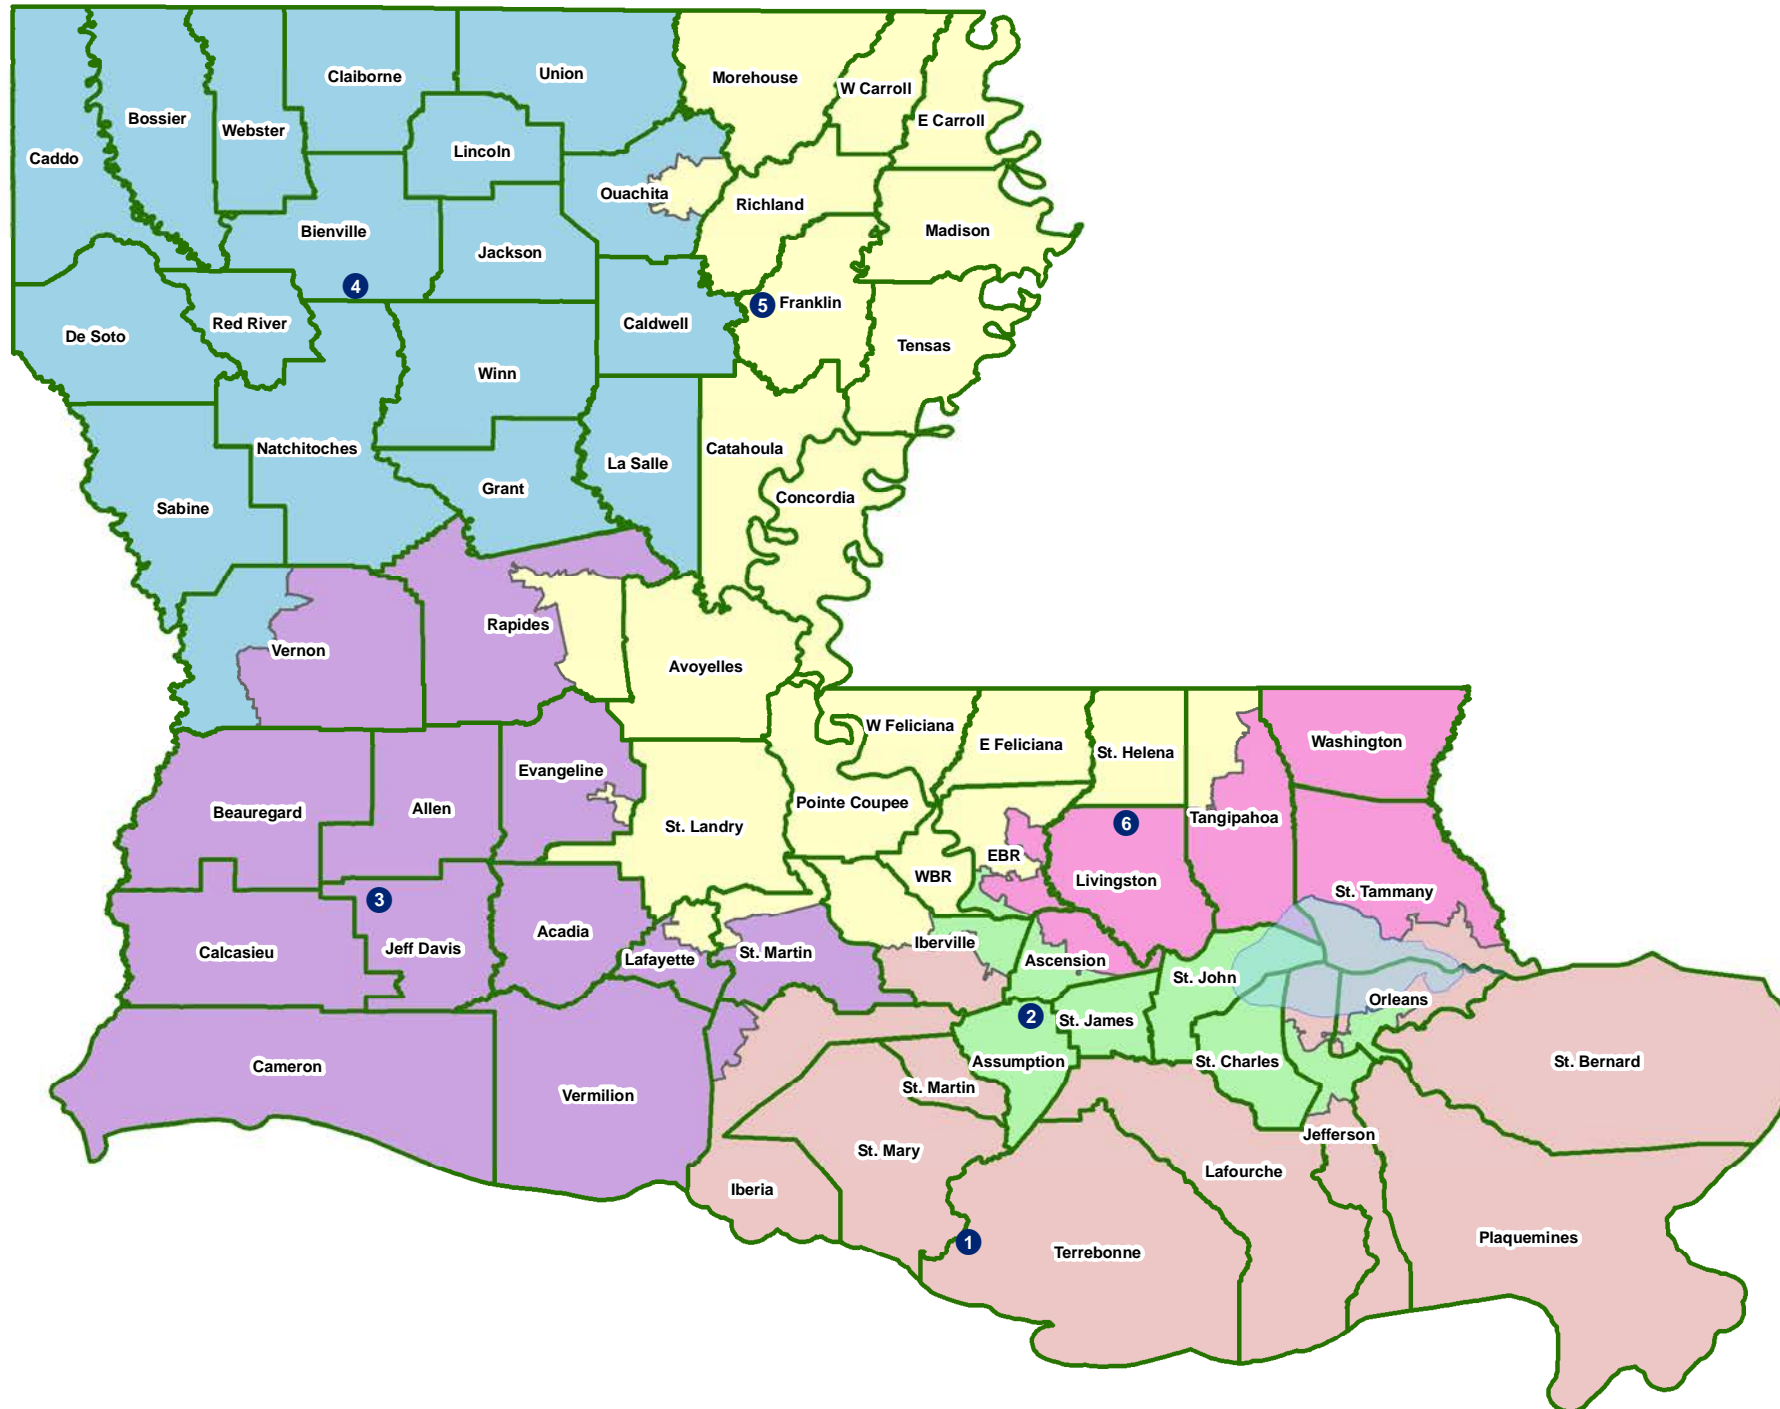 Claiborne
Union
Morehouse
W Carroll
E Carroll
Bossier
Webster
Caddo
Lincoln
Ouachita
Richland
Madison
Bienville
Jackson
4
5
Franklin
Red River
Caldwell
De Soto
Tensas
Winn
Natchitoches
Catahoula
La Salle
Grant
Concordia
Sabine
Rapides
Vernon
Avoyelles
W Feliciana
E Feliciana
St. Helena
Washington
Evangeline
Pointe Coupee
Beauregard
Allen
St. Landry
6
Tangipahoa
EBR
WBR
Livingston
St. Tammany
3
Acadia
Iberville
Jeff Davis
Calcasieu
Lafayette
St. Martin
Ascension
St. John
Orleans
2
St. James
Cameron
Assumption
St. Charles
St. Bernard
St. Martin
Vermilion
Jefferson
St. Mary
Lafourche
Iberia
1
Terrebonne
Plaquemines